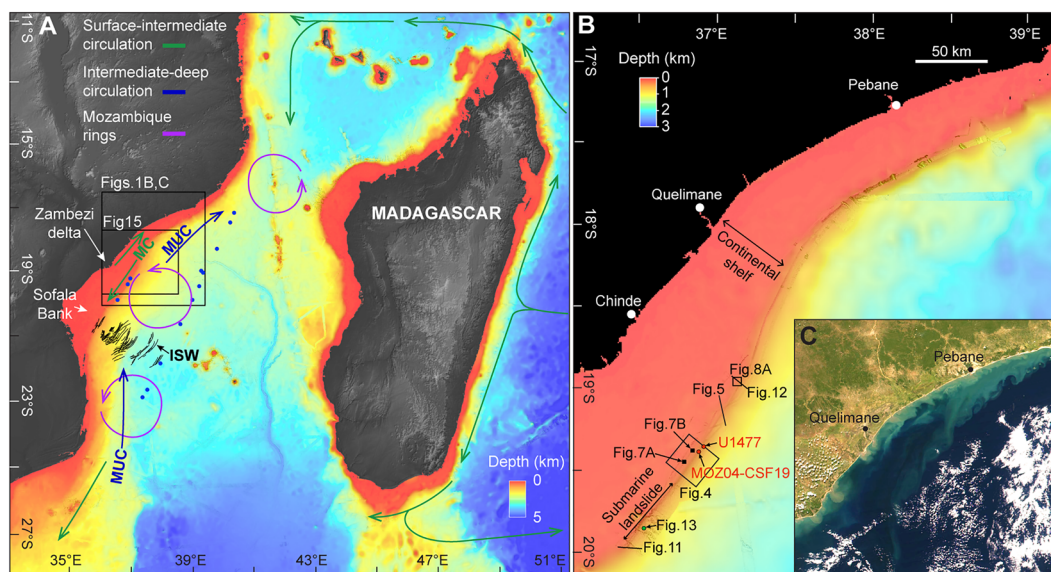 A
Surface-intermediate
circulation
Intermediate-deep
circulation
Mozambique
rings
Figs.1B,C
Fig15
Zambezi
delta
MC
MUC
Sofala
Bank
ISW
MUC
MADAGASCAR
Depth (km)
0
5
11°S
15°S
19°S
23°S
27°S
35°E
39°E
43°E
47°E
51°E
B
37°E
38°E
39°E
50 km
Depth (km)
0
1
2
3
17°S
18°S
19°S
20°S
Pebane
Quelimane
Continental
shelf
Chinde
Fig.8A
Fig.12
Fig.5
Fig.7B
U1477
Fig.7A
MOZ04-CSF19
Fig.4
Submarine
landslide
Fig.13
Fig.11
C
Pebane
Quelimane